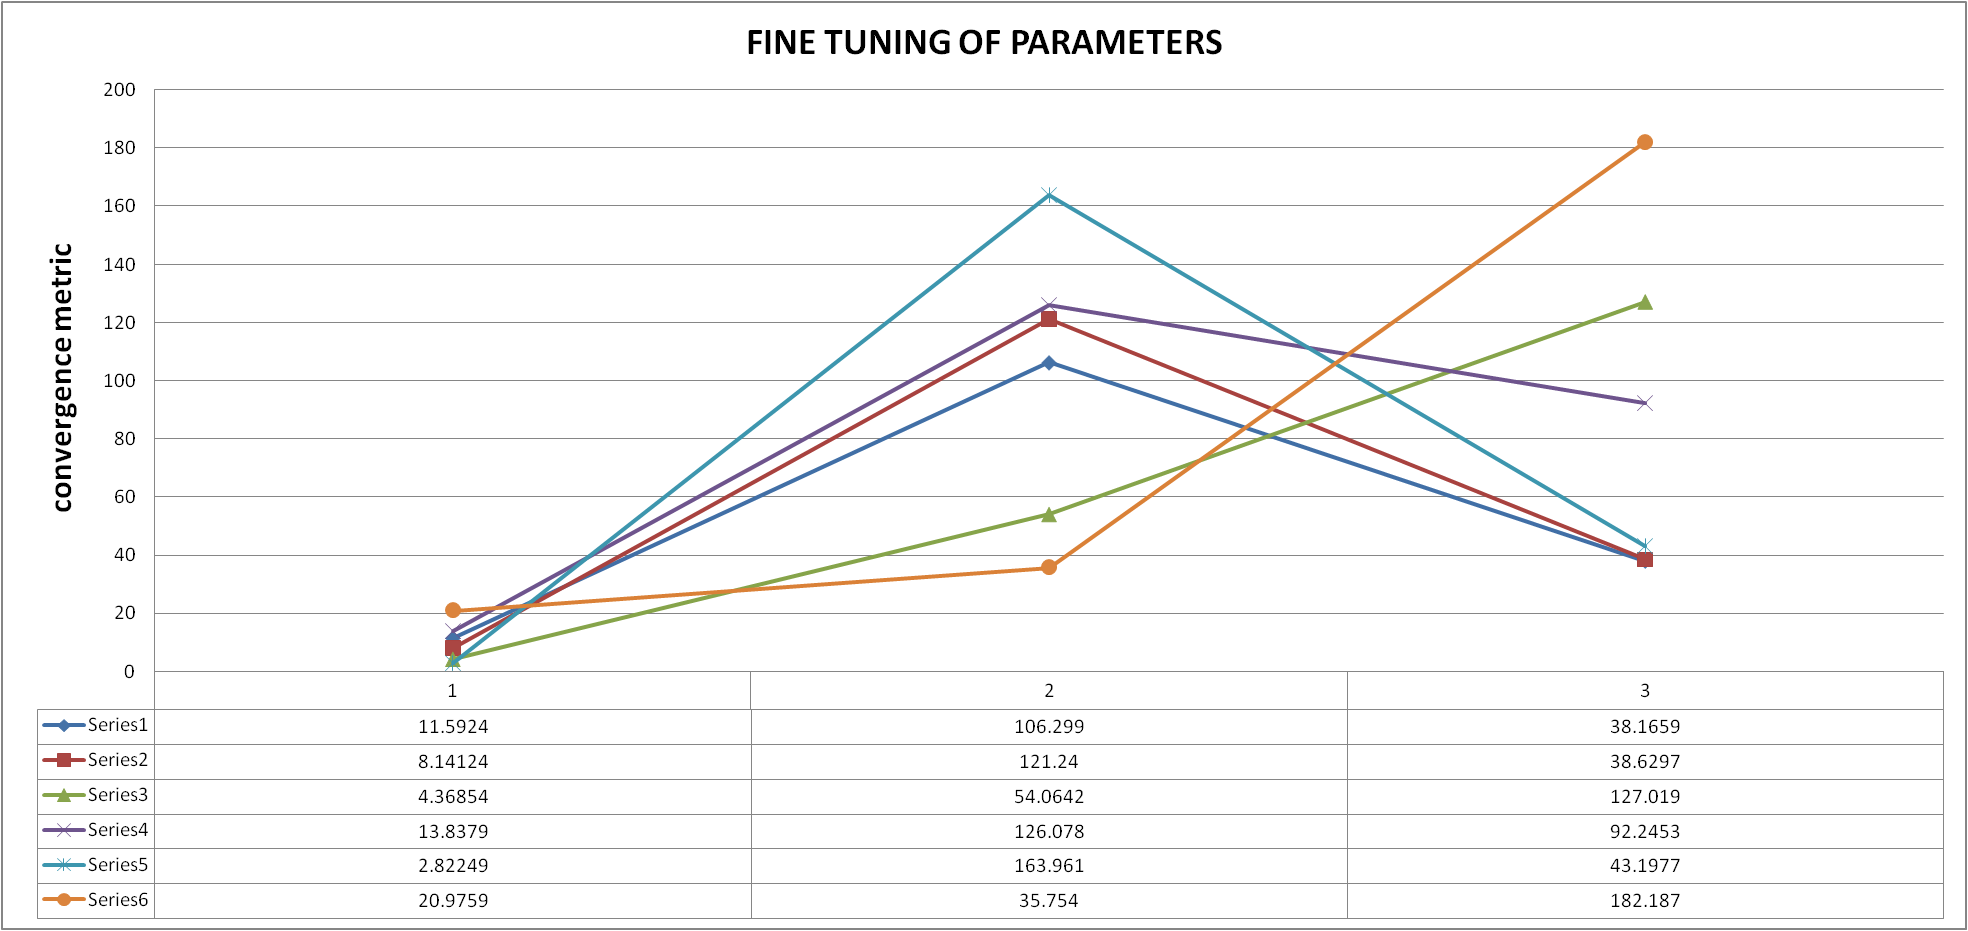 FINE TUNING OF PARAMETERS
convergence metric
200
180
160
140
120
100
80
60
40
20
0
1 2 3
Series1 11.5924 106.299 38.1659
Series2 8.14124 121.24 38.6297
Series3 4.36854 54.0642 127.019
Series4 13.8379 126.078 92.2453
Series5 2.82249 163.961 43.1977
Series6 20.9759 35.754 182.187